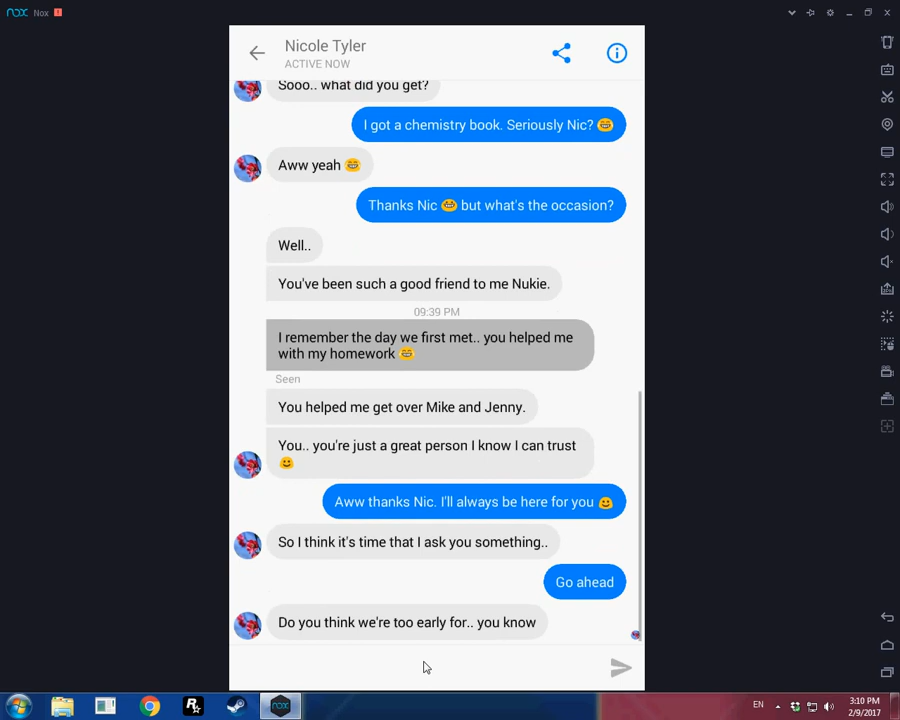 nox Nox
Nicole Tyler
ACTIVE NOW
Sooo.. what did you get?
I got a chemistry book. Seriously Nic? 😁
Aww yeah 😁
Thanks Nic 😁 but what's the occasion?
Well..
You've been such a good friend to me Nukie.
09:39 PM
I remember the day we first met.. you helped me
with my homework 😁
Seen
You helped me get over Mike and Jenny.
You.. you're just a great person I know I can trust
🙂
Aww thanks Nic. I'll always be here for you 🙂
So I think it's time that I ask you something..
Go ahead
Do you think we're too early for.. you know
EN
3:10 PM
2/9/2017